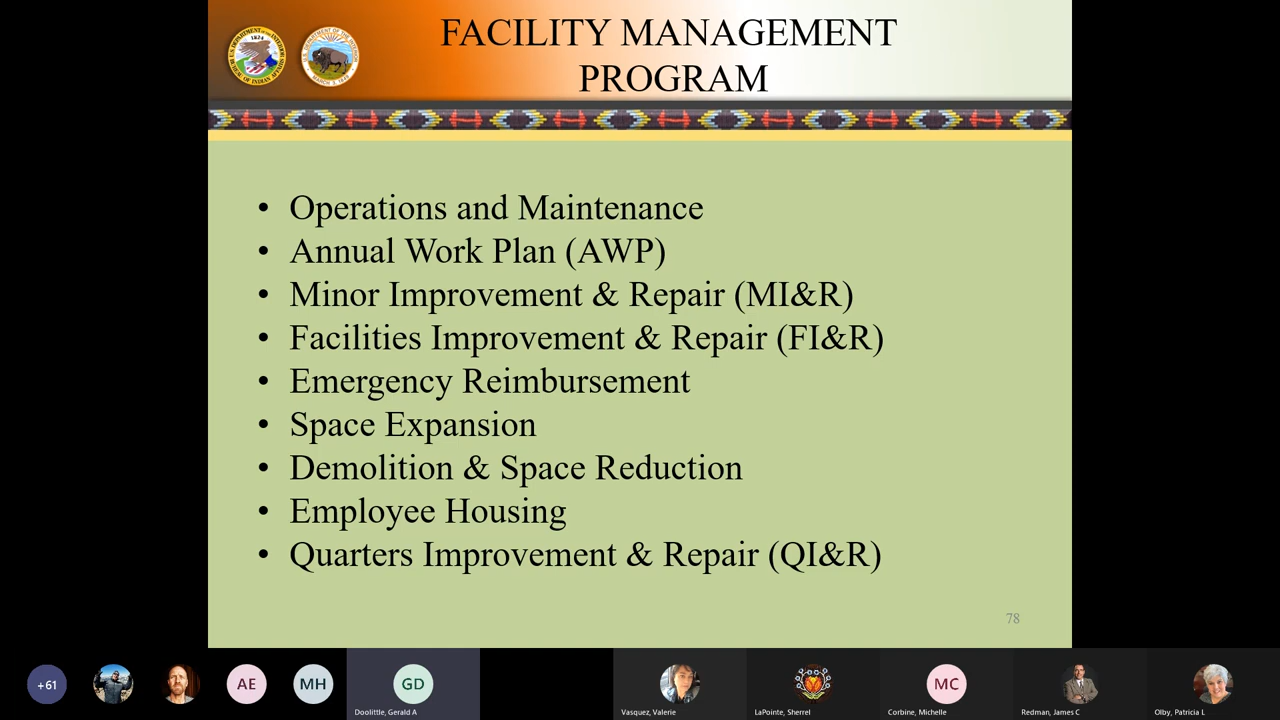 FACILITY MANAGEMENT
PROGRAM
• Operations and Maintenance
• Annual Work Plan (AWP)
• Minor Improvement & Repair (MI&R)
• Facilities Improvement & Repair (FI&R)
• Emergency Reimbursement
• Space Expansion
• Demolition & Space Reduction
• Employee Housing
• Quarters Improvement & Repair (QI&R)
78
+61
AE
MH
GD
MC
Doolittle, Gerald A
Vasquez, Valerie
LaPointe, Sherrel
Corbine, Michelle
Redman, James C
Olby, Patricia L